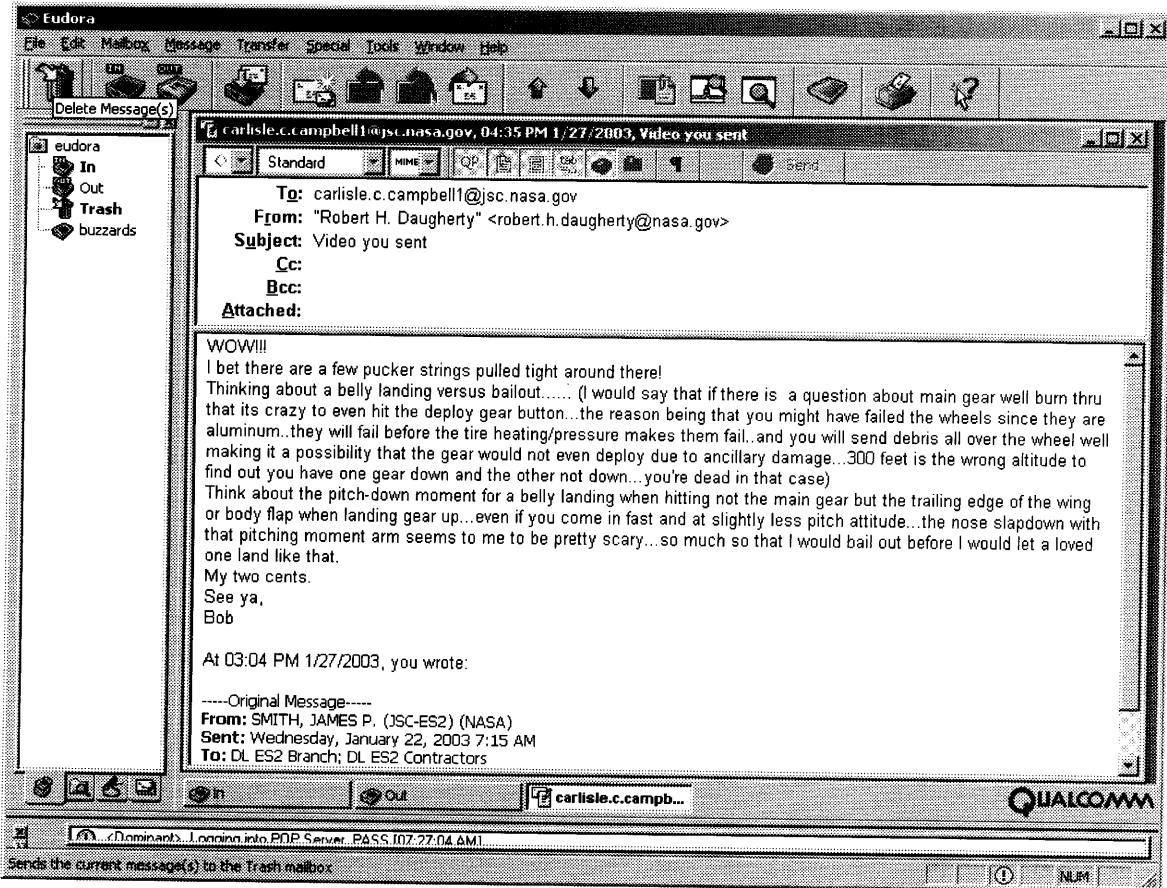 Eudora
File Edit Mailbox Message Transfer Special Tools Window Help
IN OUT
Delete Message(s)
eudora
In
Out
Trash
buzzards
carlisle.c.campbell1@jsc.nasa.gov, 04:35 PM 1/27/2003, Video you sent
Standard MIME QP Send
To: carlisle.c.campbell1@jsc.nasa.gov
From: "Robert H. Daugherty" <robert.h.daugherty@nasa.gov>
Subject: Video you sent
Cc:
Bcc:
Attached:
WOW!!!
I bet there are a few pucker strings pulled tight around there!
Thinking about a belly landing versus bailout...... (I would say that if there is a question about main gear well burn thru
that its crazy to even hit the deploy gear button...the reason being that you might have failed the wheels since they are
aluminum..they will fail before the tire heating/pressure makes them fail..and you will send debris all over the wheel well
making it a possibility that the gear would not even deploy due to ancillary damage...300 feet is the wrong altitude to
find out you have one gear down and the other not down...you're dead in that case)
Think about the pitch-down moment for a belly landing when hitting not the main gear but the trailing edge of the wing
or body flap when landing gear up...even if you come in fast and at slightly less pitch attitude...the nose slapdown with
that pitching moment arm seems to me to be pretty scary...so much so that I would bail out before I would let a loved
one land like that.
My two cents.
See ya,
Bob
At 03:04 PM 1/27/2003, you wrote:
-----Original Message-----
From: SMITH, JAMES P. (JSC-ES2) (NASA)
Sent: Wednesday, January 22, 2003 7:15 AM
To: DL ES2 Branch; DL ES2 Contractors
In Out carlisle.c.campb...
QUALCOMM
<Dominant> Logging into POP Server, PASS [07:27:04 AM]
Sends the current message(s) to the Trash mailbox
NUM